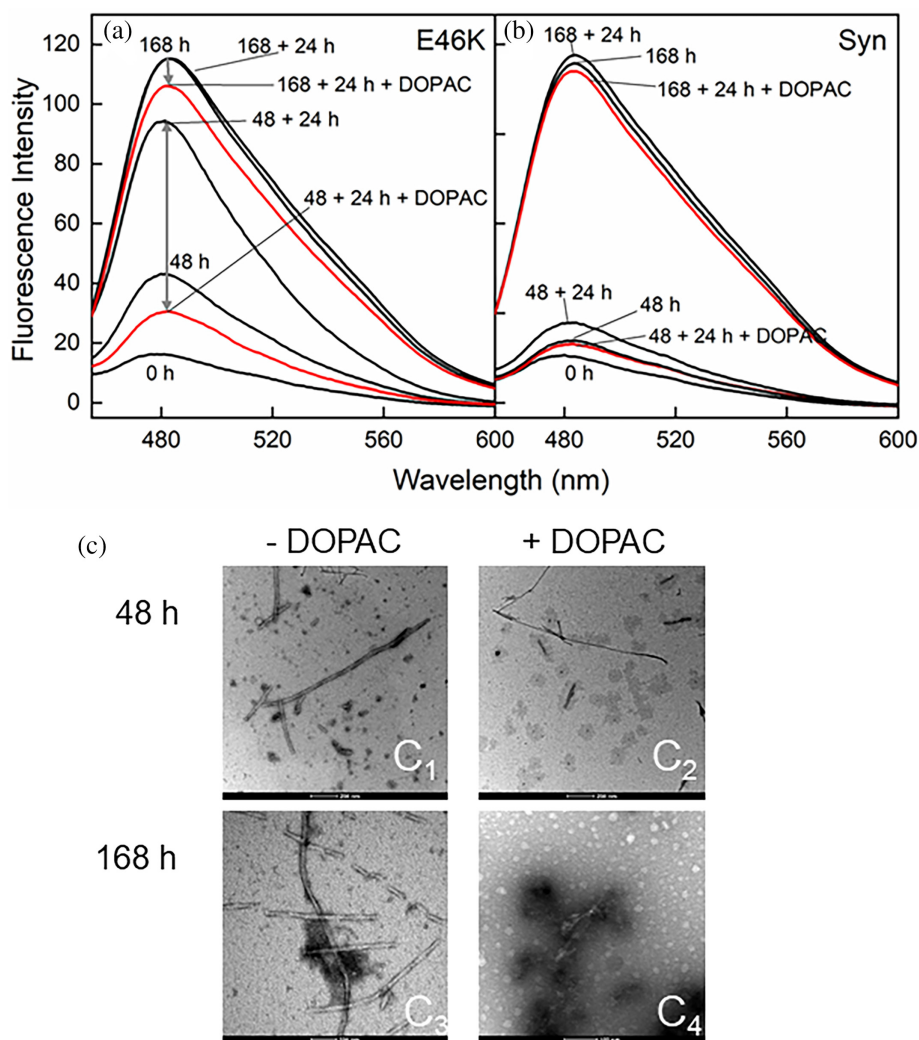 (a)
E46K
168 h
168 + 24 h
168 + 24 h + DOPAC
48 + 24 h
48 + 24 h + DOPAC
48 h
0 h
(b)
Syn
168 + 24 h
168 h
168 + 24 h + DOPAC
48 + 24 h
48 h
48 + 24 h + DOPAC
0 h
Fluorescence Intensity
120
100
80
60
40
20
0
480 520 560 600 480 520 560 600
Wavelength (nm)
(c)
- DOPAC + DOPAC
48 h
C1 C2
168 h
C3 C4